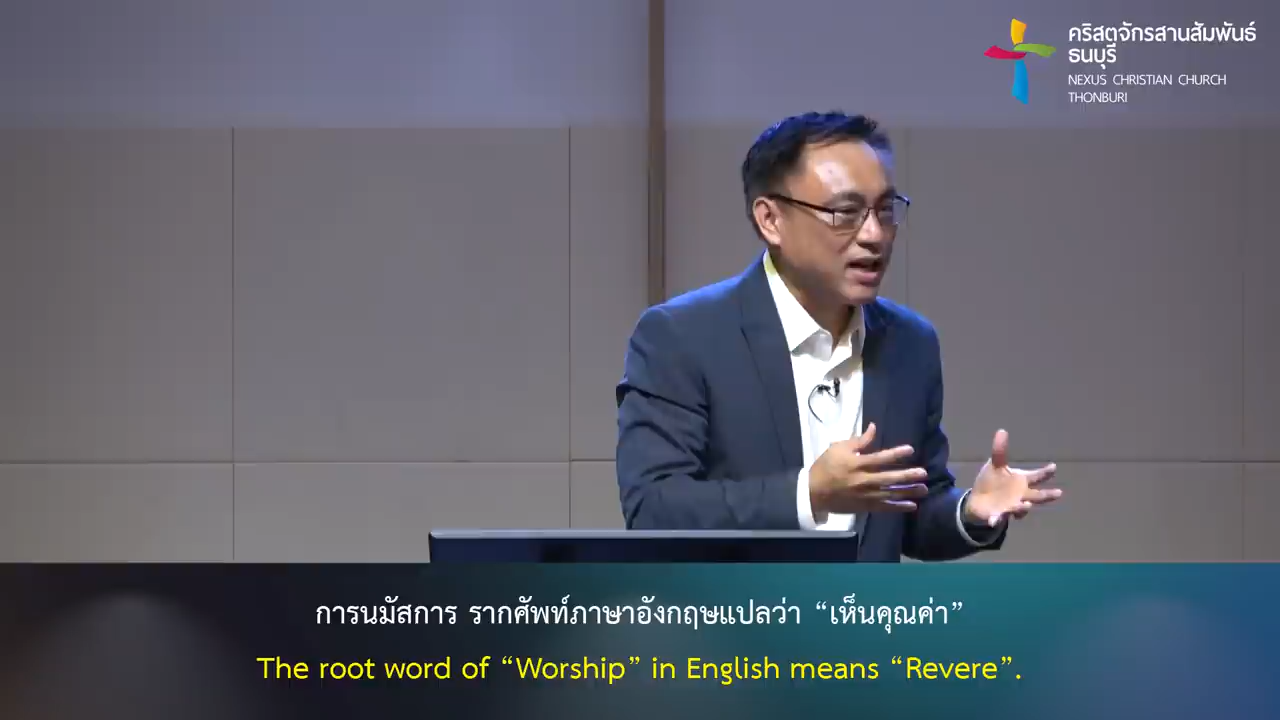 คริสตจักรสานสัมพันธ์
ธนบุรี
NEXUS CHRISTIAN CHURCH
THONBURI
การนมัสการ รากศัพท์ภาษาอังกฤษแปลว่า “เห็นคุณค่า”
The root word of “Worship” in English means “Revere”.